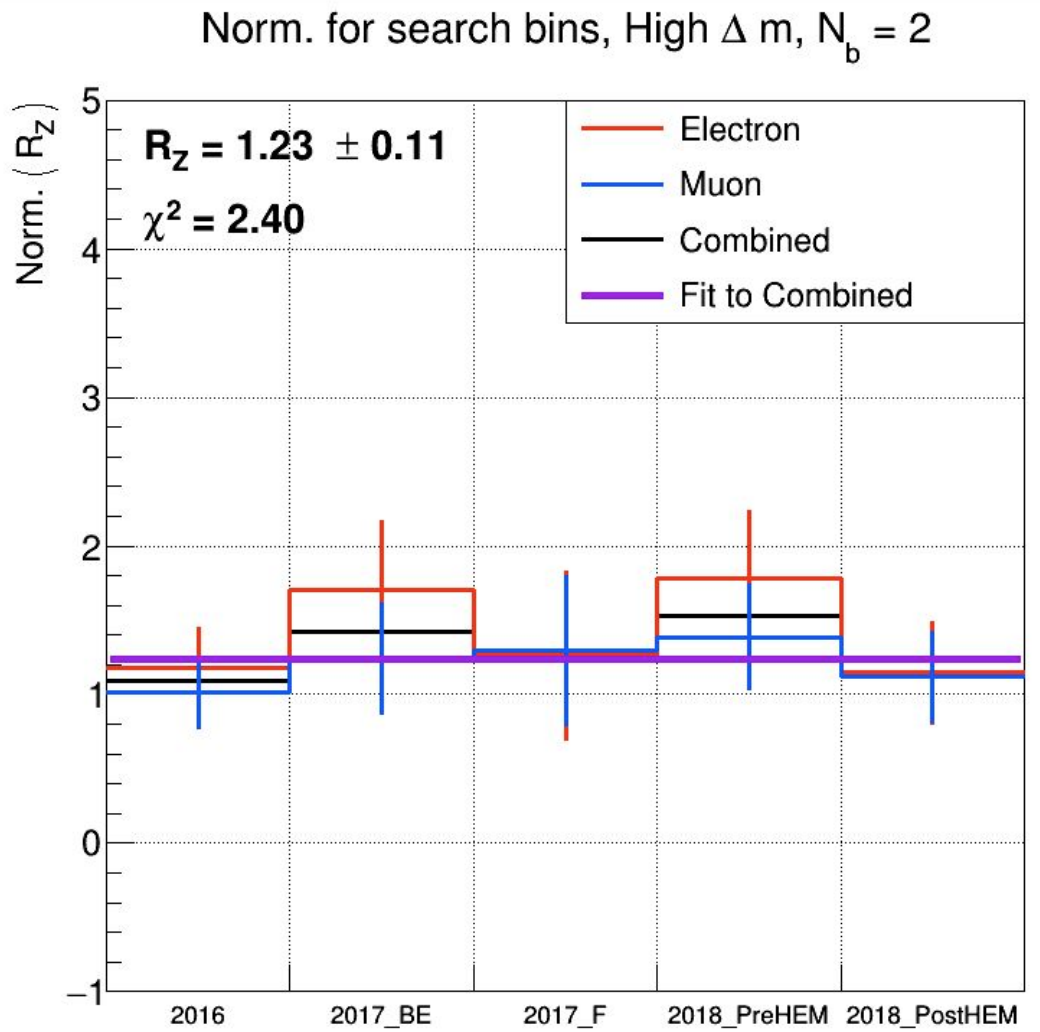 Norm. for search bins, High Δ m, N_b = 2
Norm. (R_Z)
5
4
3
2
1
0
−1
R_Z = 1.23 ± 0.11
χ² = 2.40
Electron
Muon
Combined
Fit to Combined
2016 2017_BE 2017_F 2018_PreHEM 2018_PostHEM